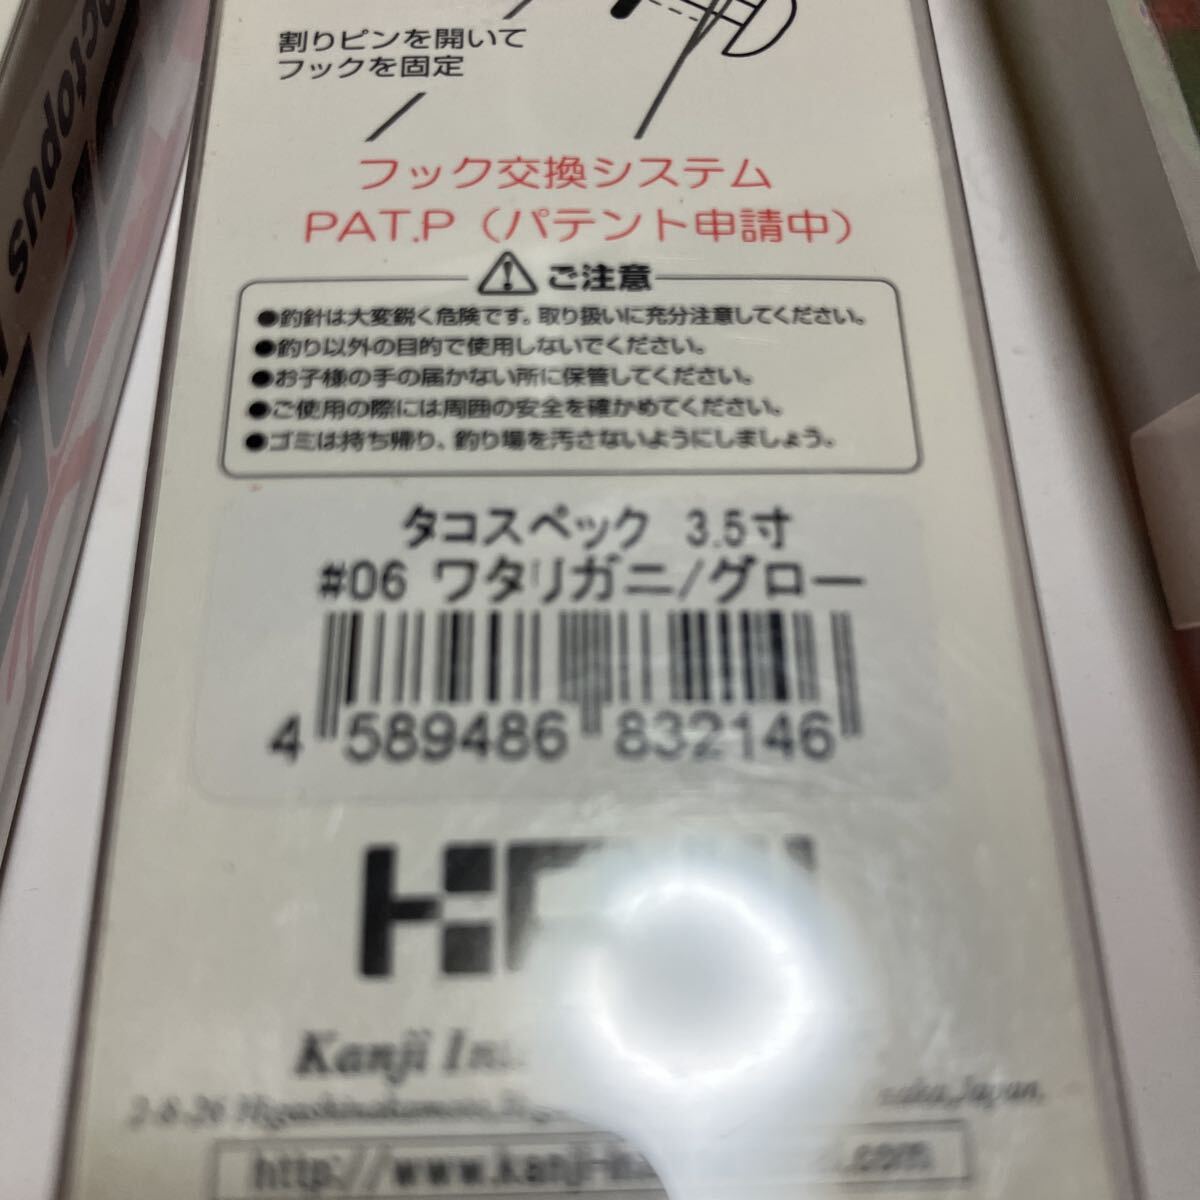 octopus
割りピンを開いて
フックを固定
フック交換システム
PAT.P（パテント申請中）
ご注意
●釣針は大変鋭く危険です。取り扱いに充分注意してください。
●釣り以外の目的で使用しないでください。
●お子様の手の届かない所に保管してください。
●ご使用の際には周囲の安全を確かめてください。
●ゴミは持ち帰り、釣り場を汚さないようにしましょう。
タコスペック 3.5寸
#06 ワタリガニ/グロー
4 589486 832146
Kanji
2-6-26 Higashinakamoto, Japan.
http://www.kanji- .com